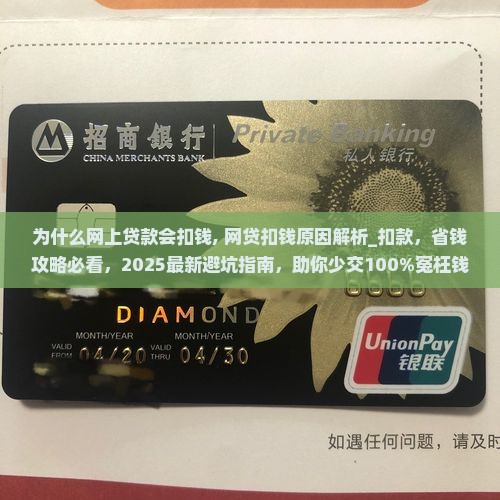 招商银行
CHINA MERCHANTS BANK
Private Banking
私人银行
为什么网上贷款会扣钱, 网贷扣钱原因解析_扣款，省钱
攻略必看，2025最新避坑指南，助你少交100%冤枉钱
DIAMOND
MONTH/YEAR MONTH/YEAR
VALID FROM 04/20 VALID THRU 04/30
UnionPay
银联
如遇任何问题，请及时